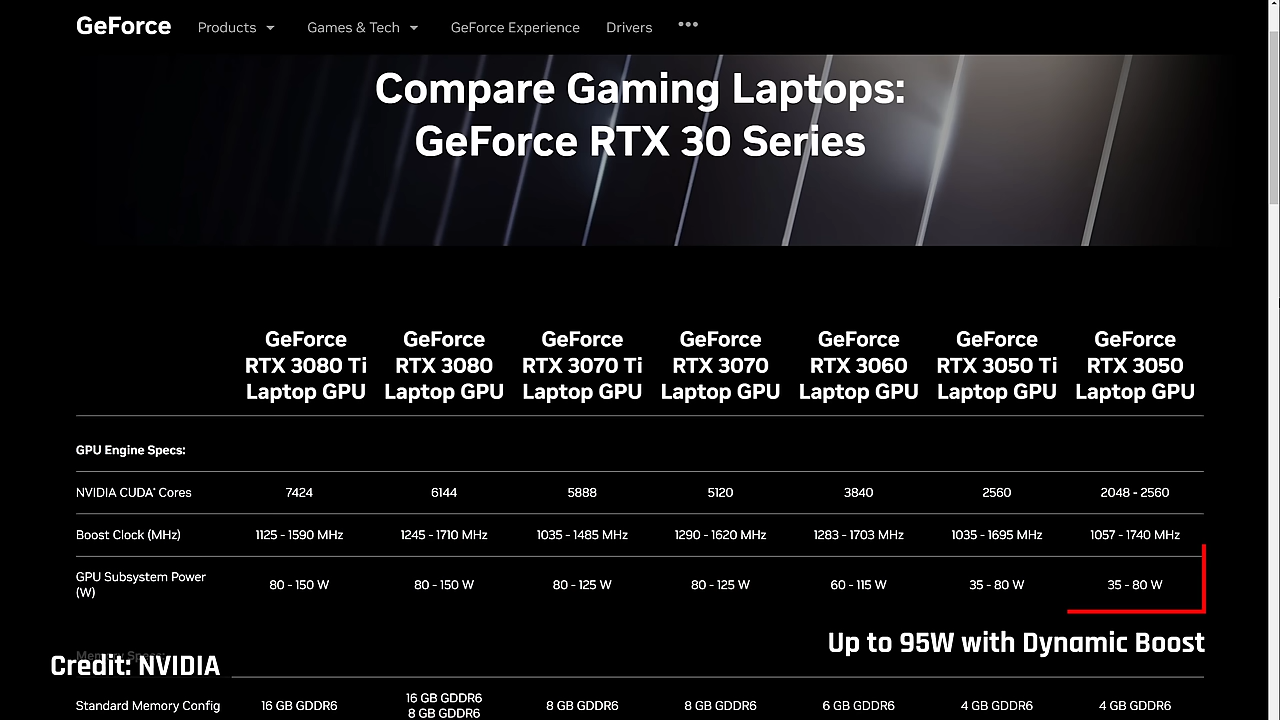 GeForce Products Games & Tech GeForce Experience Drivers •••
Compare Gaming Laptops:
GeForce RTX 30 Series
GeForce GeForce GeForce GeForce GeForce GeForce GeForce
RTX 3080 Ti RTX 3080 RTX 3070 Ti RTX 3070 RTX 3060 RTX 3050 Ti RTX 3050
Laptop GPU Laptop GPU Laptop GPU Laptop GPU Laptop GPU Laptop GPU Laptop GPU
GPU Engine Specs:
NVIDIA CUDA® Cores 7424 6144 5888 5120 3840 2560 2048 - 2560
Boost Clock (MHz) 1125 - 1590 MHz 1245 - 1710 MHz 1035 - 1485 MHz 1290 - 1620 MHz 1283 - 1703 MHz 1035 - 1695 MHz 1057 - 1740 MHz
GPU Subsystem Power
(W) 80 - 150 W 80 - 150 W 80 - 125 W 80 - 125 W 60 - 115 W 35 - 80 W 35 - 80 W
Up to 95W with Dynamic Boost
Memory Specs:
Credit: NVIDIA
Standard Memory Config 16 GB GDDR6 16 GB GDDR6 8 GB GDDR6 8 GB GDDR6 6 GB GDDR6 4 GB GDDR6 4 GB GDDR6
8 GB GDDR6